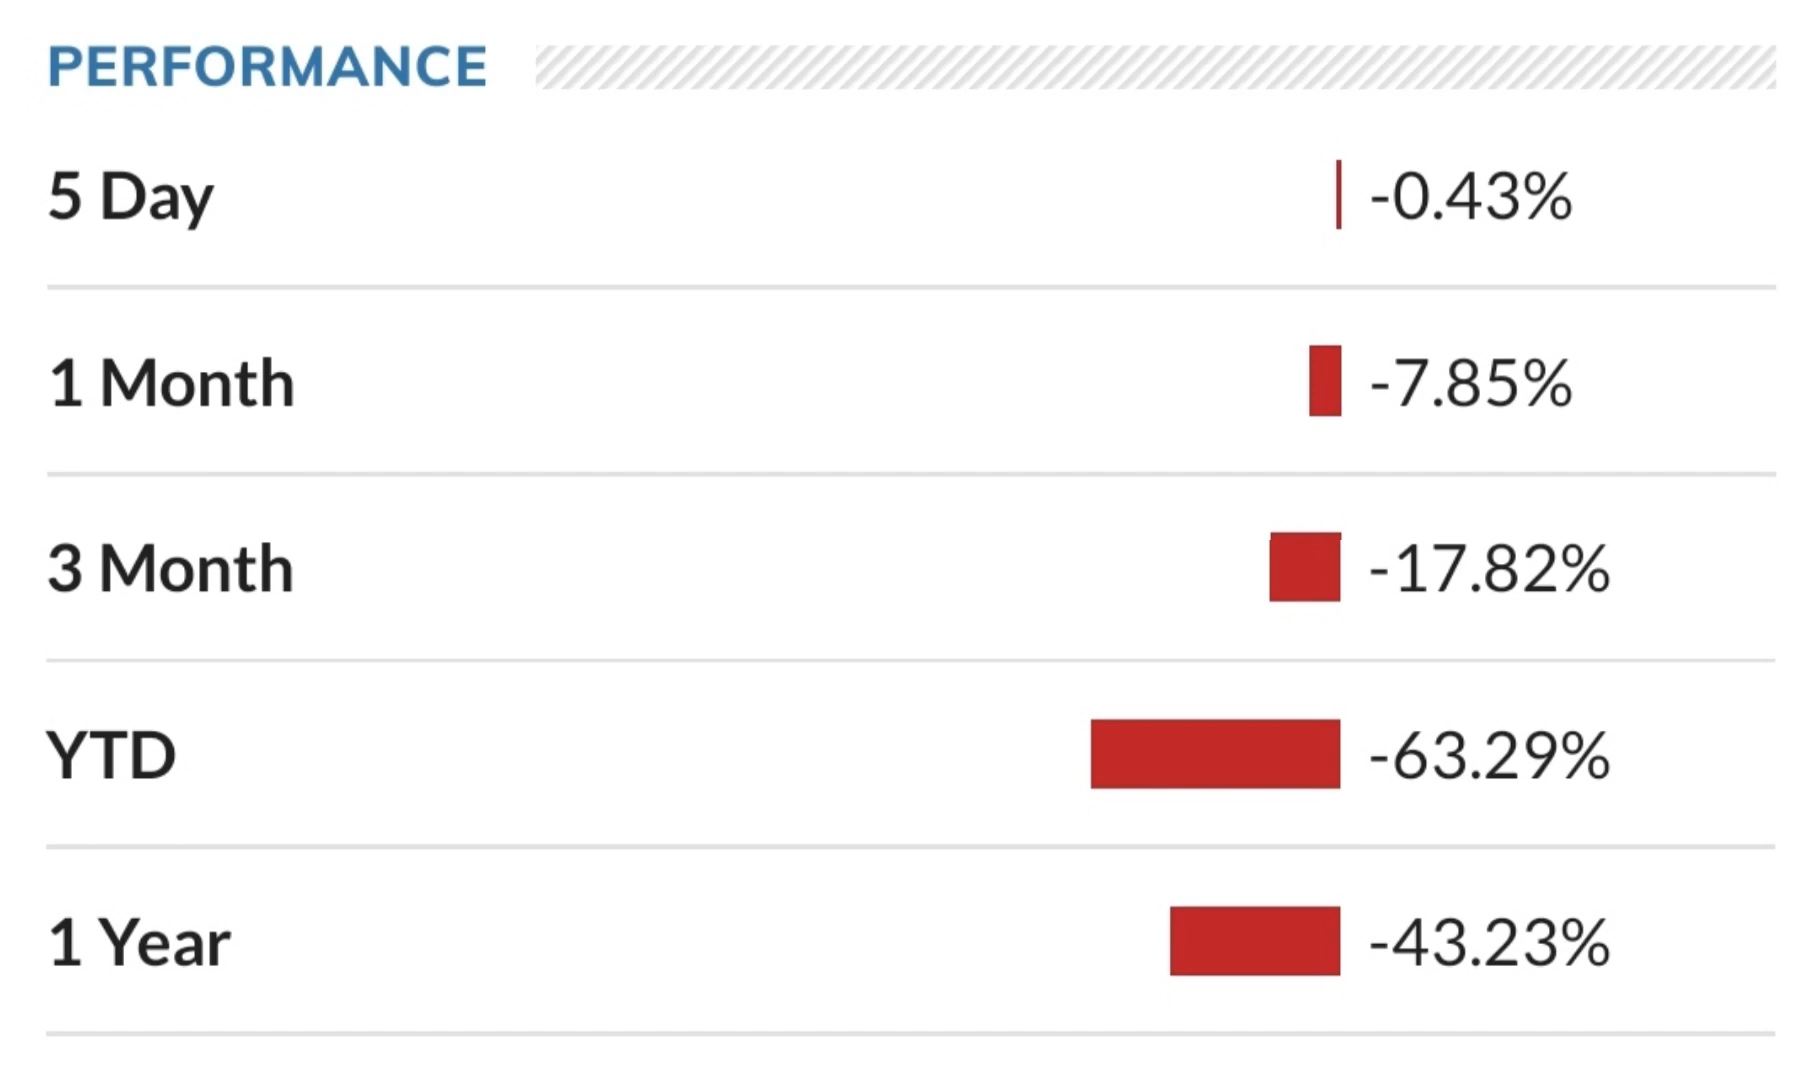 PERFORMANCE
5 Day -0.43%
1 Month -7.85%
3 Month -17.82%
YTD -63.29%
1 Year -43.23%